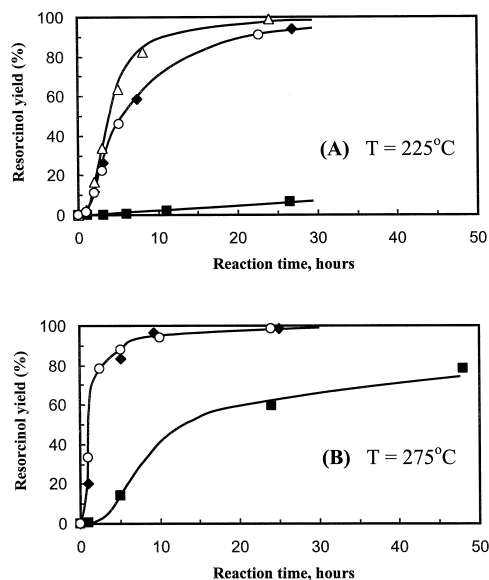 100
80
60
40
20
0
Resorcinol yield (%)
(A) T = 225°C
0 10 20 30 40 50
Reaction time, hours
100
80
60
40
20
0
Resorcinol yield (%)
(B) T = 275°C
0 10 20 30 40 50
Reaction time, hours